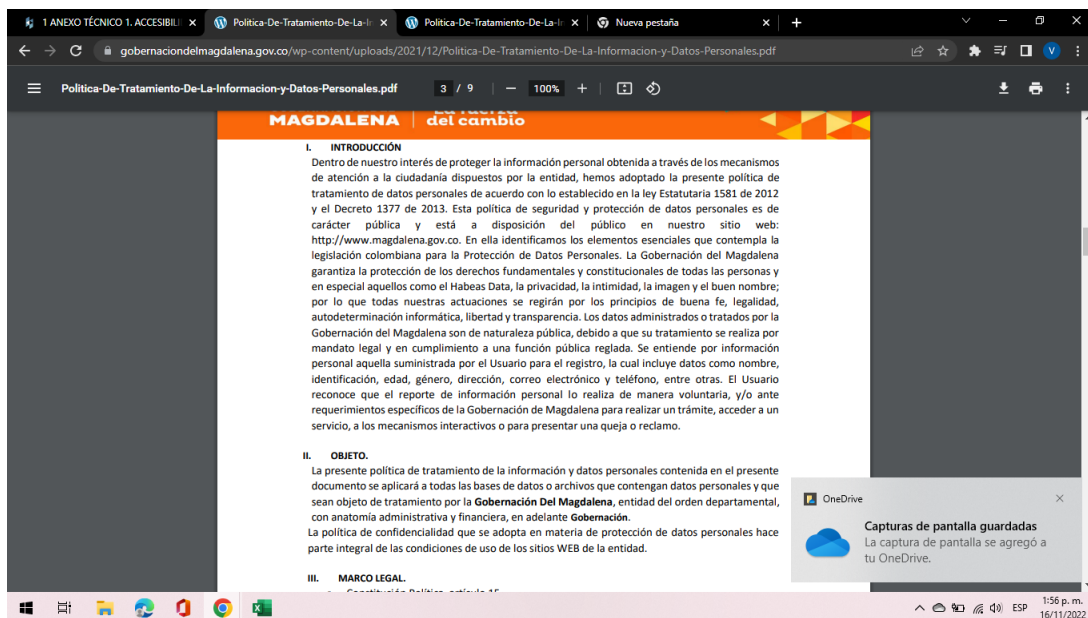 1 ANEXO TÉCNICO 1. ACCESIBILI
Politica-De-Tratamiento-De-La-In
Politica-De-Tratamiento-De-La-In
Nueva pestaña
gobernaciondelmagdalena.gov.co/wp-content/uploads/2021/12/Politica-De-Tratamiento-De-La-Informacion-y-Datos-Personales.pdf
V
Politica-De-Tratamiento-De-La-Informacion-y-Datos-Personales.pdf
3 / 9
100%
La fuerza
MAGDALENA del cambio
I. INTRODUCCIÓN
Dentro de nuestro interés de proteger la información personal obtenida a través de los mecanismos
de atención a la ciudadanía dispuestos por la entidad, hemos adoptado la presente política de
tratamiento de datos personales de acuerdo con lo establecido en la ley Estatutaria 1581 de 2012
y el Decreto 1377 de 2013. Esta política de seguridad y protección de datos personales es de
carácter pública y está a disposición del público en nuestro sitio web:
http://www.magdalena.gov.co. En ella identificamos los elementos esenciales que contempla la
legislación colombiana para la Protección de Datos Personales. La Gobernación del Magdalena
garantiza la protección de los derechos fundamentales y constitucionales de todas las personas y
en especial aquellos como el Habeas Data, la privacidad, la intimidad, la imagen y el buen nombre;
por lo que todas nuestras actuaciones se regirán por los principios de buena fe, legalidad,
autodeterminación informática, libertad y transparencia. Los datos administrados o tratados por la
Gobernación del Magdalena son de naturaleza pública, debido a que su tratamiento se realiza por
mandato legal y en cumplimiento a una función pública reglada. Se entiende por información
personal aquella suministrada por el Usuario para el registro, la cual incluye datos como nombre,
identificación, edad, género, dirección, correo electrónico y teléfono, entre otras. El Usuario
reconoce que el reporte de información personal lo realiza de manera voluntaria, y/o ante
requerimientos específicos de la Gobernación de Magdalena para realizar un trámite, acceder a un
servicio, a los mecanismos interactivos o para presentar una queja o reclamo.
II. OBJETO.
La presente política de tratamiento de la información y datos personales contenida en el presente
documento se aplicará a todas las bases de datos o archivos que contengan datos personales y que
sean objeto de tratamiento por la Gobernación Del Magdalena, entidad del orden departamental,
con anatomía administrativa y financiera, en adelante Gobernación.
La política de confidencialidad que se adopta en materia de protección de datos personales hace
parte integral de las condiciones de uso de los sitios WEB de la entidad.
III. MARCO LEGAL.
Constitución Política, artículo 15
OneDrive
Capturas de pantalla guardadas
La captura de pantalla se agregó a
tu OneDrive.
ESP
1:56 p. m.
16/11/2022